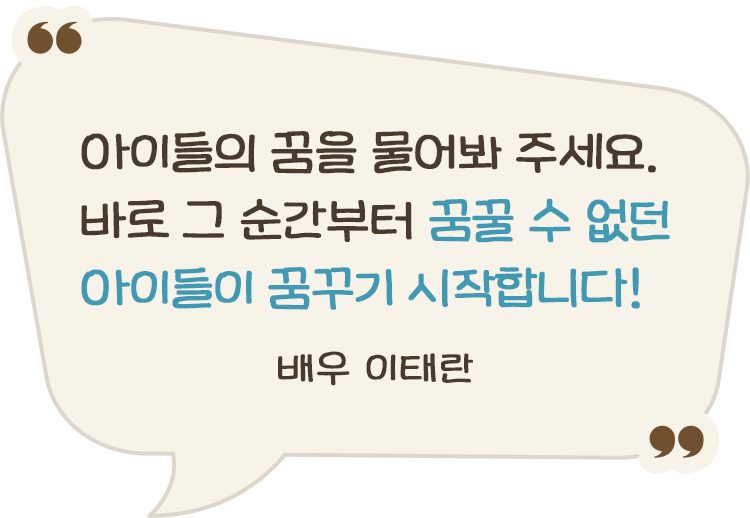 ❝
아이들의 꿈을 물어봐 주세요.
바로 그 순간부터 꿈꿀 수 없던
아이들이 꿈꾸기 시작합니다!
배우 이태란
❞